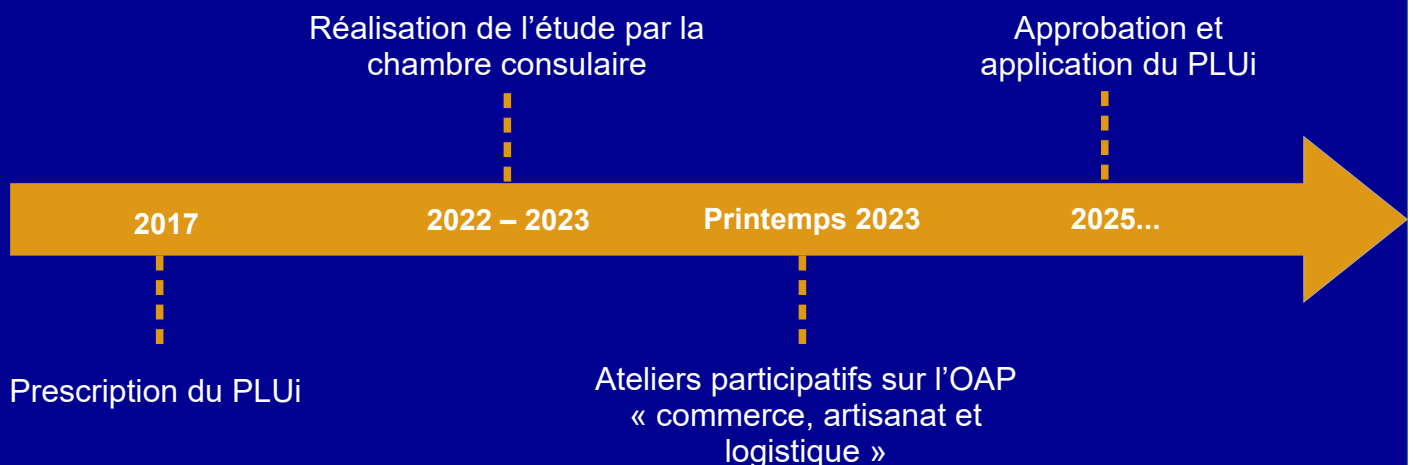 Réalisation de l’étude par la
chambre consulaire
Approbation et
application du PLUi
2017
2022 – 2023
Printemps 2023
2025...
Prescription du PLUi
Ateliers participatifs sur l’OAP
« commerce, artisanat et
logistique »